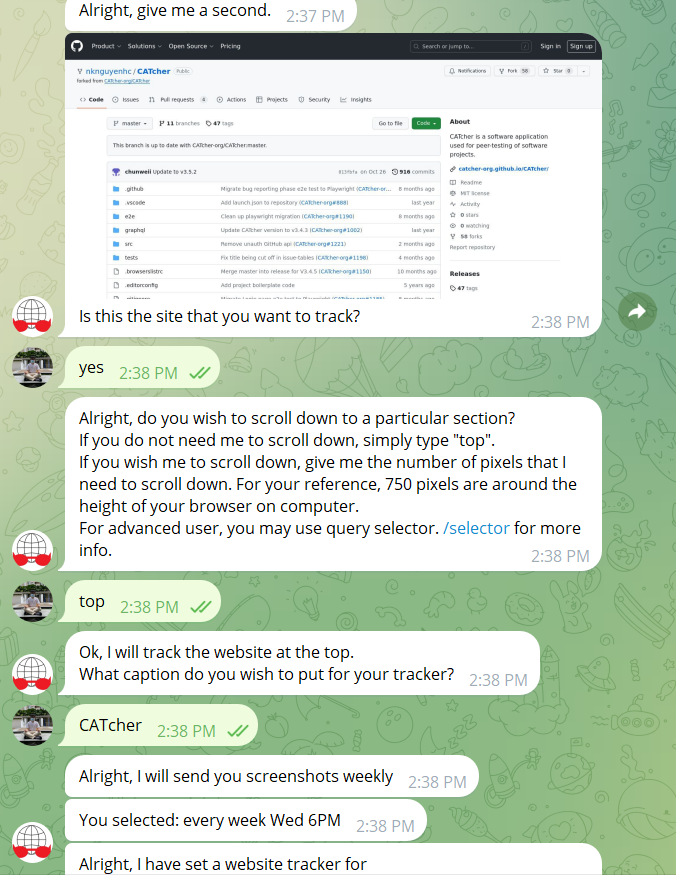 Alright, give me a second. 2:37 PM
Product Solutions Open Source Pricing Search or jump to... / Sign in Sign up
nknguyenhc / CATcher Public Notifications Fork 56 Star 0
forked from CATcher-org/CATcher
Code Issues Pull requests 0 Actions Projects Security Insights
master 11 branches 47 tags Go to file Code
This branch is up to date with CATcher-org/CATcher:master.
chunweii Update to v3.5.2 on Oct 26 916 commits
.github Migrate bug reporting phase e2e test to Playwright (CATcher-or... 8 months ago
.vscode Add launch.json to repository (CATcher-org#888) last year
e2e Clean up playwright migration (CATcher-org#1190) 8 months ago
graphql Update CATcher version to v3.4.3 (CATcher-org#1002) last year
src Remove unauth GitHub api (CATcher-org#1221) 2 months ago
tests Fix title being cut off in issue-tables (CATcher-org#1198) 4 months ago
.browserslistrc Merge master into release for V3.4.5 (CATcher-org#1150) 10 months ago
.editorconfig Add project boilerplate code 5 years ago
About
CATcher is a software application
used for peer-testing of software
projects.
catcher-org.github.io/CATcher/
Readme
MIT license
Activity
0 stars
0 watching
56 forks
Report repository
Releases
47 tags
Is this the site that you want to track? 2:38 PM
yes 2:38 PM
Alright, do you wish to scroll down to a particular section?
If you do not need me to scroll down, simply type "top".
If you wish me to scroll down, give me the number of pixels that I
need to scroll down. For your reference, 750 pixels are around the
height of your browser on computer.
For advanced user, you may use query selector. /selector for more
info. 2:38 PM
top 2:38 PM
Ok, I will track the website at the top.
What caption do you wish to put for your tracker? 2:38 PM
CATcher 2:38 PM
Alright, I will send you screenshots weekly 2:38 PM
You selected: every week Wed 6PM 2:38 PM
Alright, I have set a website tracker for